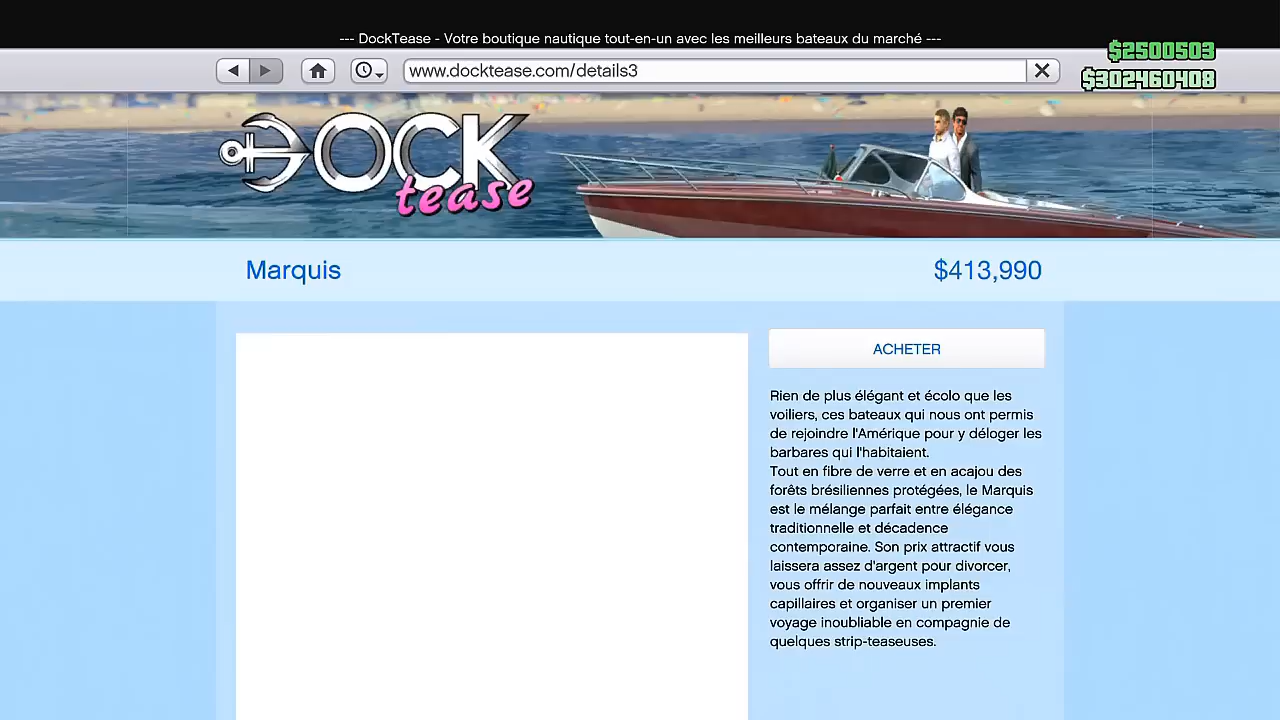 --- DockTease - Votre boutique nautique tout-en-un avec les meilleurs bateaux du marché ---
$2500503
www.docktease.com/details3
$302460408
DOCK
tease
Marquis
$413,990
ACHETER
Rien de plus élégant et écolo que les
voiliers, ces bateaux qui nous ont permis
de rejoindre l'Amérique pour y déloger les
barbares qui l'habitaient.
Tout en fibre de verre et en acajou des
forêts brésiliennes protégées, le Marquis
est le mélange parfait entre élégance
traditionnelle et décadence
contemporaine. Son prix attractif vous
laissera assez d'argent pour divorcer,
vous offrir de nouveaux implants
capillaires et organiser un premier
voyage inoubliable en compagnie de
quelques strip-teaseuses.